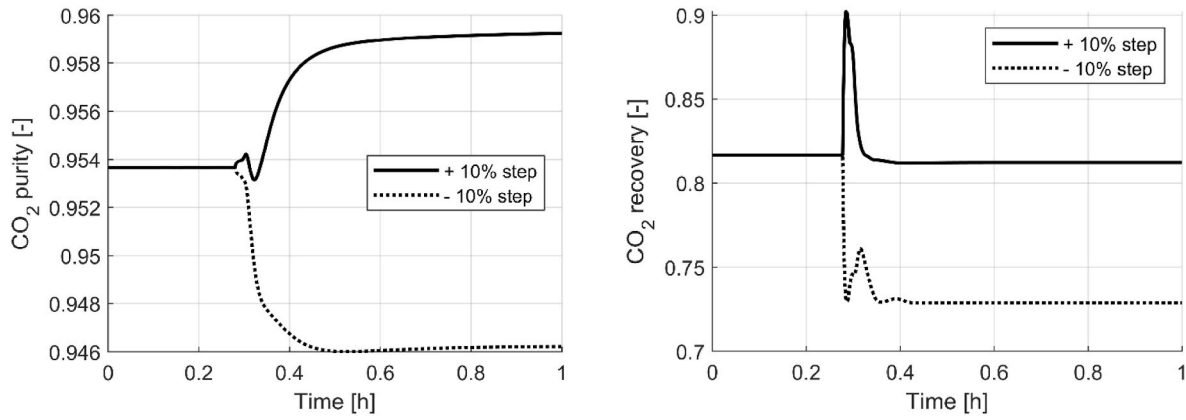 0.96
0.958
0.956
0.954
0.952
0.95
0.948
0.946
CO2 purity [-]
+ 10% step
- 10% step
0 0.2 0.4 0.6 0.8 1
Time [h]
0.9
0.85
0.8
0.75
0.7
CO2 recovery [-]
+ 10% step
- 10% step
0 0.2 0.4 0.6 0.8 1
Time [h]